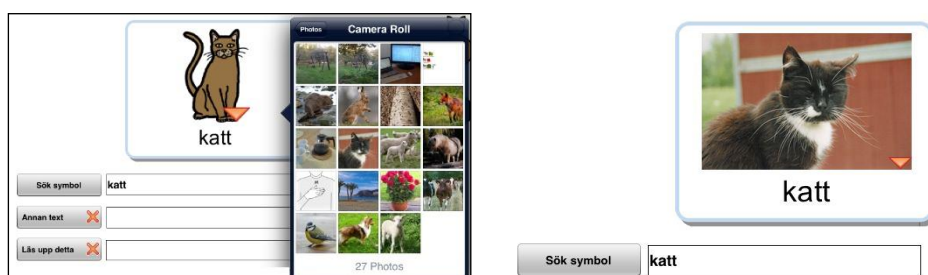 Photos
Camera Roll
katt
Sök symbol
katt
Annan text
Läs upp detta
27 Photos
katt
Sök symbol
katt